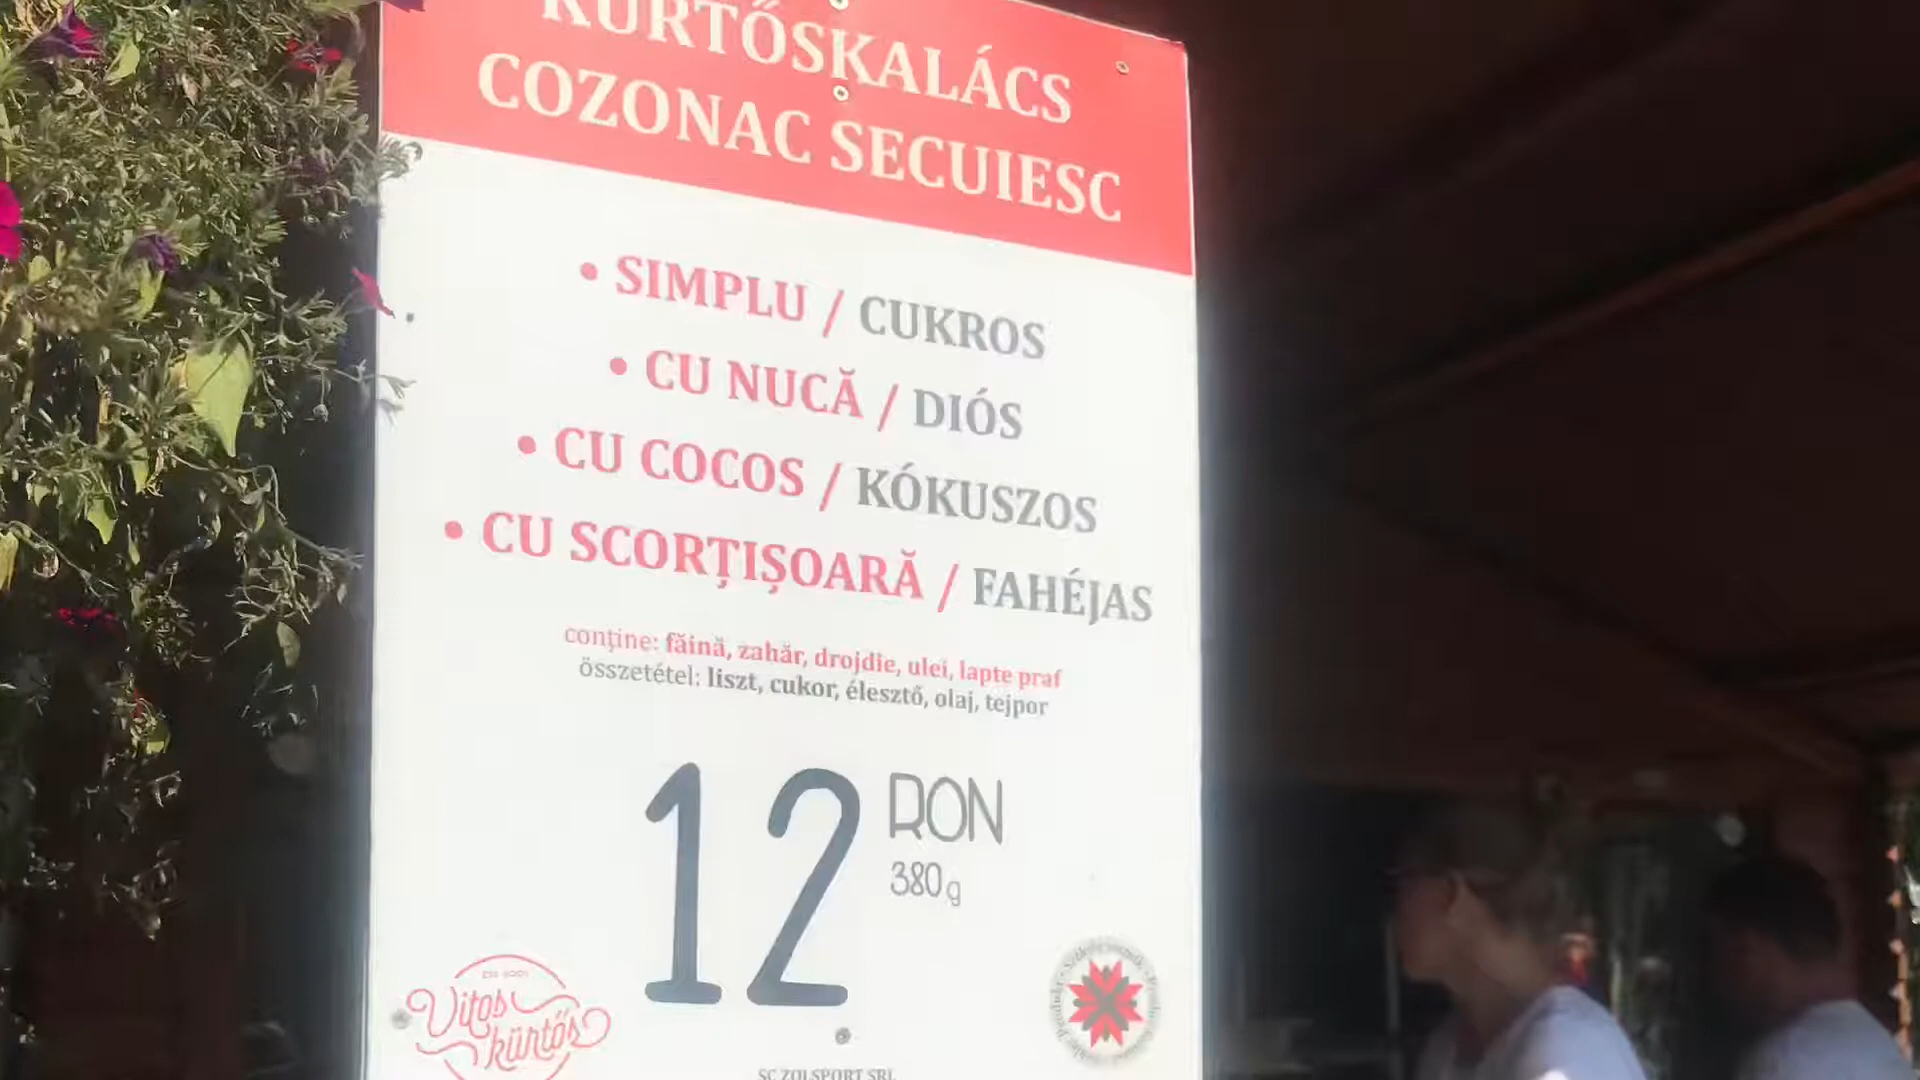 KÜRTŐSKALÁCS
COZONAC SECUIESC
• SIMPLU / CUKROS
• CU NUCĂ / DIÓS
• CU COCOS / KÓKUSZOS
• CU SCORŢIŞOARĂ / FAHÉJAS
conţine: făină, zahăr, drojdie, ulei, lapte praf
összetétel: liszt, cukor, élesztő, olaj, tejpor
12 RON
380g
Vitos
kürtős
SC ZOLSPORT SRL